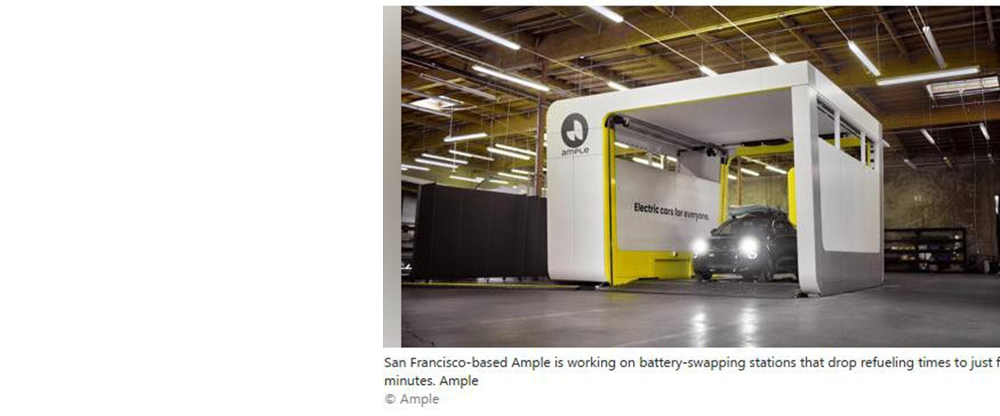 ample
Electric cars for everyone.
San Francisco-based Ample is working on battery-swapping stations that drop refueling times to just f
minutes. Ample
© Ample